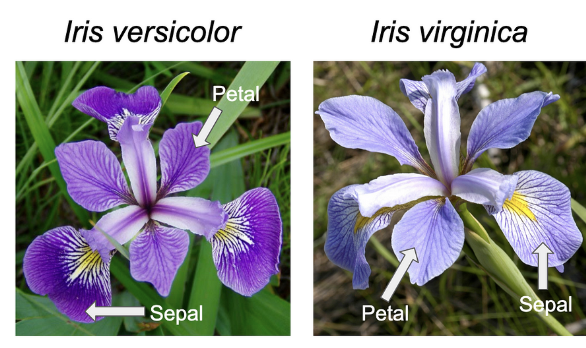 Iris versicolor
Iris virginica
Petal
Sepal
Petal
Sepal